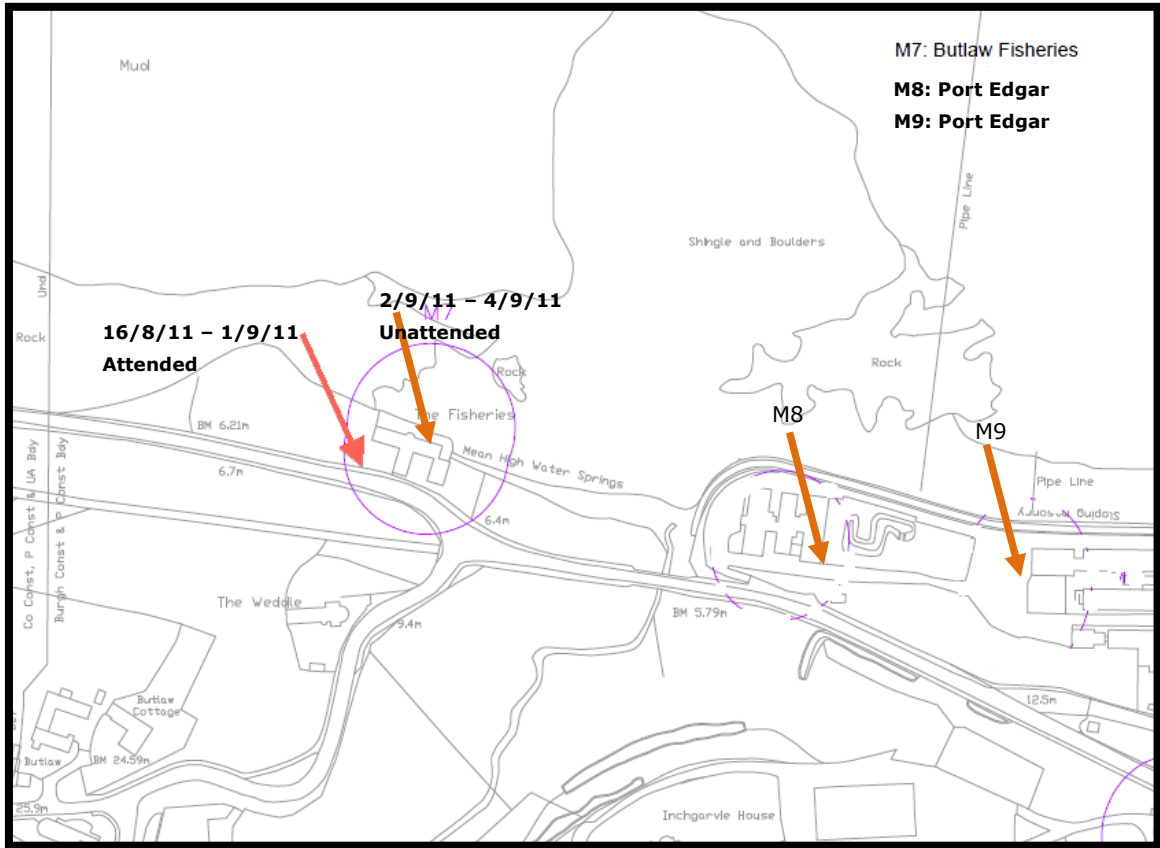 M7: Butlaw Fisheries
M8: Port Edgar
M9: Port Edgar
Mud
Pipe Line
Shingle and Boulders
Und
Rock
16/8/11 – 1/9/11
Attended
M7
2/9/11 – 4/9/11
Unattended
Rock
Rock
The Fisheries
M8
M9
BM 6.21m
6.7m
Mean High Water Springs
6.4m
Pipe Line
Sloping Masonry
Co Const, P Const & UA Bdy
Burgh Const & P Const Bdy
The Weddle
9.4m
BM 5.79m
12.5m
Butlaw
Cottage
Butlaw
BM 24.59m
25.9m
Inchgarvie House